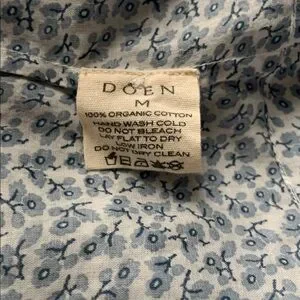 DÔEN
M
100% ORGANIC COTTON
HAND WASH COLD
DO NOT BLEACH
LAY FLAT TO DRY
LOW IRON
DO NOT DRY CLEAN